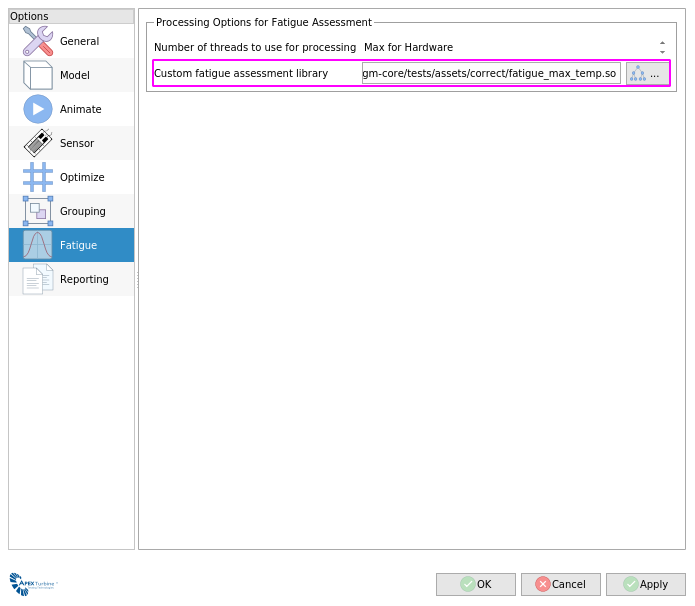 Options
General
Model
Animate
Sensor
Optimize
Grouping
Fatigue
Reporting
Processing Options for Fatigue Assessment
Number of threads to use for processing Max for Hardware
Custom fatigue assessment library gm-core/tests/assets/correct/fatigue_max_temp.so ...
APEX Turbine
OK Cancel Apply